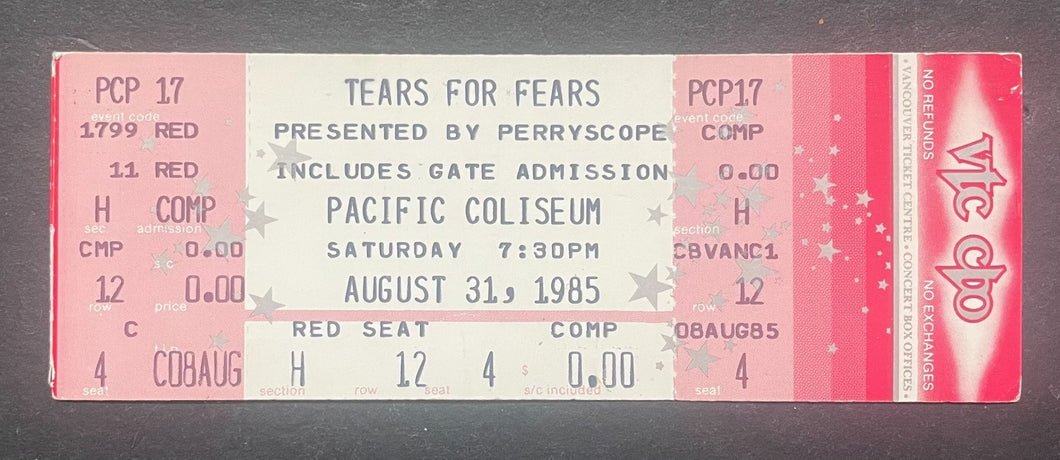 PCP 17
event code
1799 RED
11 RED
H COMP
sec. admission
CMP 0.00
s/c
12 0.00
row price
C
4 C08AUG
seat
TEARS FOR FEARS
PRESENTED BY PERRYSCOPE
INCLUDES GATE ADMISSION
PACIFIC COLISEUM
SATURDAY 7:30PM
AUGUST 31, 1985
RED SEAT COMP
H 12 4 $ 0.00
section row seat s/c included
PCP17
event code
COMP
0.00
H
section
CBVANC1
12
row
08AUG85
4
seat
NO REFUNDS NO EXCHANGES
• VANCOUVER TICKET CENTRE • CONCERT BOX OFFICES •
vtc cbo